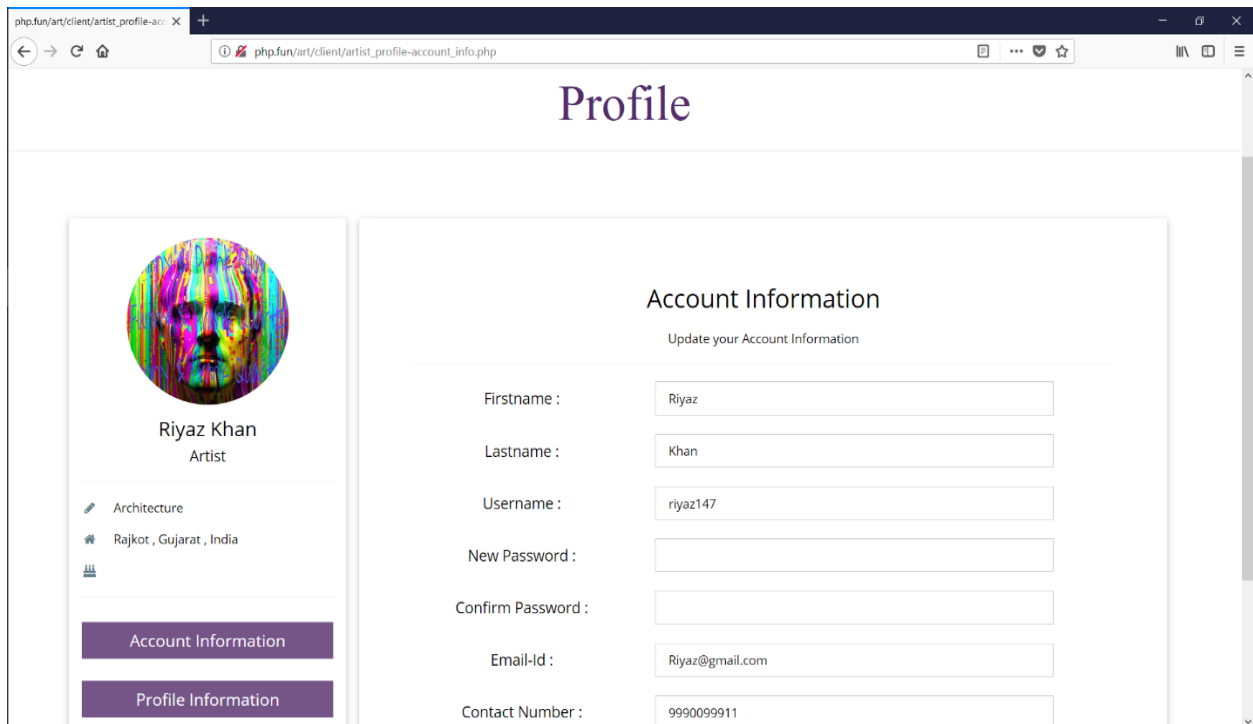 php.fun/art/client/artist_profile-acc
php.fun/art/client/artist_profile-account_info.php
Profile
Riyaz Khan
Artist
Architecture
Rajkot , Gujarat , India
Account Information
Profile Information
Account Information
Update your Account Information
Firstname : Riyaz
Lastname : Khan
Username : riyaz147
New Password :
Confirm Password :
Email-Id : Riyaz@gmail.com
Contact Number : 9990099911